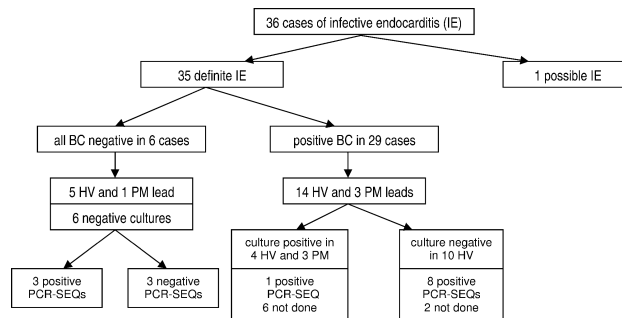 36 cases of infective endocarditis (IE)
35 definite IE
1 possible IE
all BC negative in 6 cases
positive BC in 29 cases
5 HV and 1 PM lead
6 negative cultures
14 HV and 3 PM leads
3 positive
PCR-SEQs
3 negative
PCR-SEQs
culture positive in
4 HV and 3 PM
1 positive
PCR-SEQ
6 not done
culture negative
in 10 HV
8 positive
PCR-SEQs
2 not done